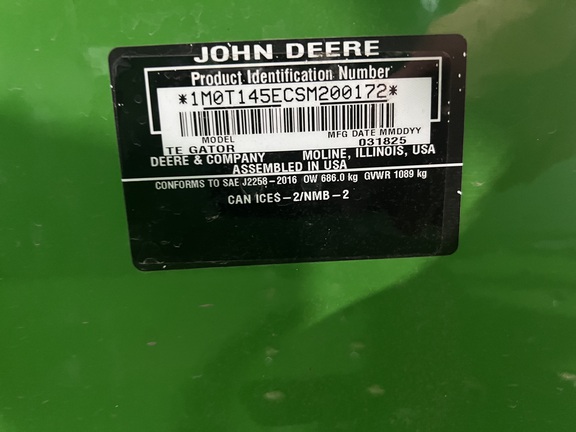 JOHN DEERE
Product Identification Number
*1M0T145ECSM200172*
MODEL MFG DATE MMDDYY
TE GATOR 031825
DEERE & COMPANY MOLINE, ILLINOIS, USA
ASSEMBLED IN USA
CONFORMS TO SAE J2258-2016 OW 686.0 kg GVWR 1089 kg
CAN ICES-2/NMB-2